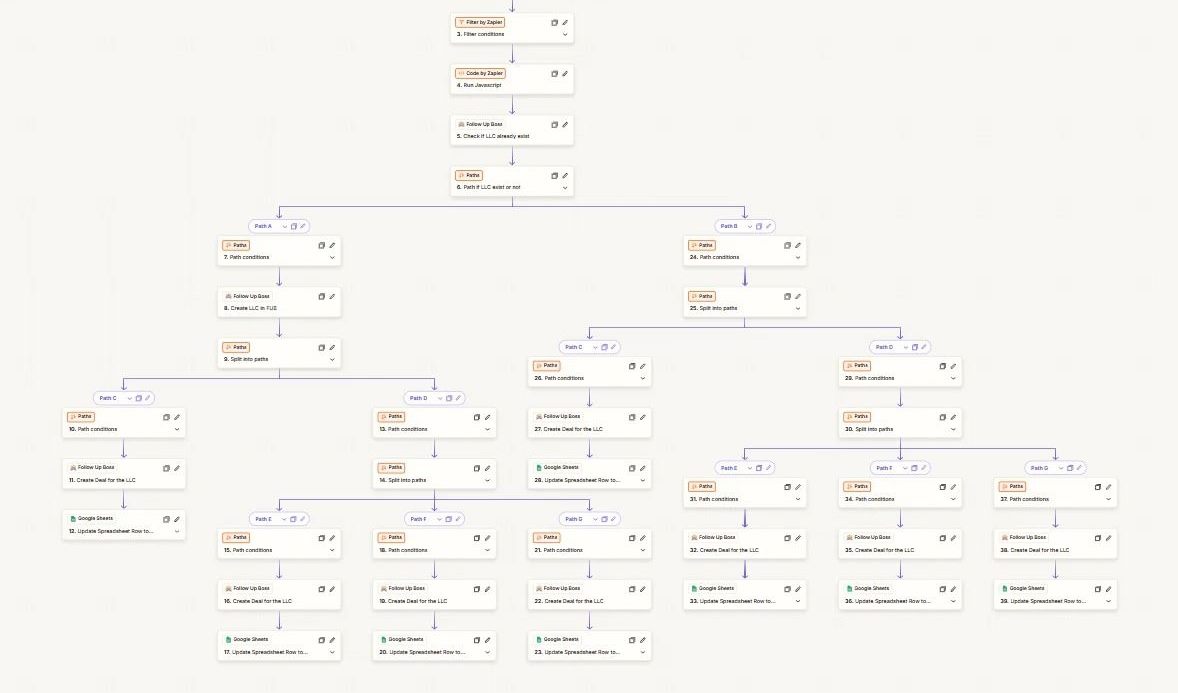 Filter by Zapier
3. Filter conditions
Code by Zapier
4. Run Javascript
Follow Up Boss
5. Check if LLC already exist
Paths
6. Path if LLC exist or not
Path A
Paths
7. Path conditions
Follow Up Boss
8. Create LLC in FUB
Paths
9. Split into paths
Path C
Paths
10. Path conditions
Follow Up Boss
11. Create Deal for the LLC
Google Sheets
12. Update Spreadsheet Row to...
Path D
Paths
13. Path conditions
Paths
14. Split into paths
Path E
Paths
15. Path conditions
Follow Up Boss
16. Create Deal for the LLC
Google Sheets
17. Update Spreadsheet Row to...
Path F
Paths
18. Path conditions
Follow Up Boss
19. Create Deal for the LLC
Google Sheets
20. Update Spreadsheet Row to...
Path G
Paths
21. Path conditions
Follow Up Boss
22. Create Deal for the LLC
Google Sheets
23. Update Spreadsheet Row to...
Path B
Paths
24. Path conditions
Paths
25. Split into paths
Path C
Paths
26. Path conditions
Follow Up Boss
27. Create Deal for the LLC
Google Sheets
28. Update Spreadsheet Row to...
Path D
Paths
29. Path conditions
Paths
30. Split into paths
Path E
Paths
31. Path conditions
Follow Up Boss
32. Create Deal for the LLC
Google Sheets
33. Update Spreadsheet Row to...
Path F
Paths
34. Path conditions
Follow Up Boss
35. Create Deal for the LLC
Google Sheets
36. Update Spreadsheet Row to...
Path G
Paths
37. Path conditions
Follow Up Boss
38. Create Deal for the LLC
Google Sheets
39. Update Spreadsheet Row to...